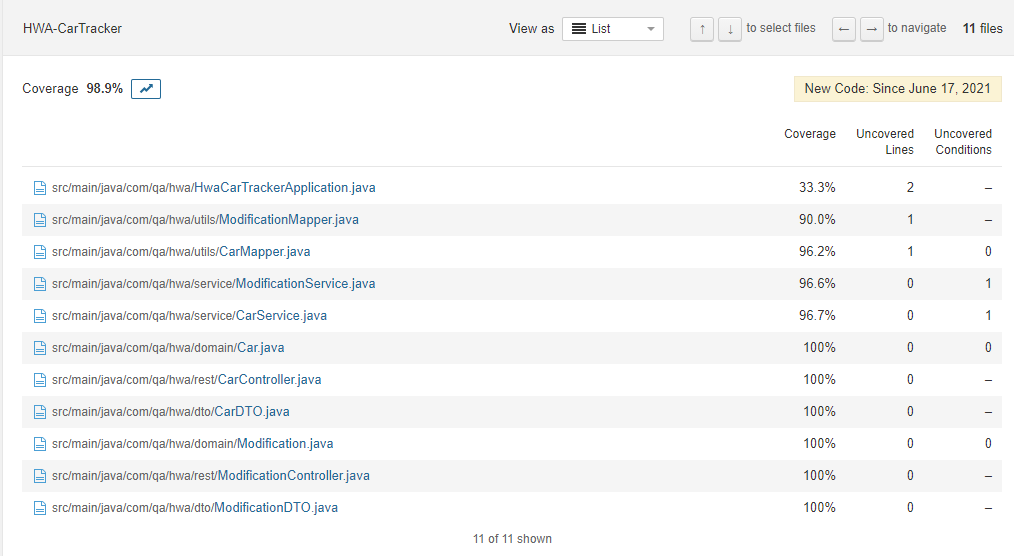 HWA-CarTracker View as List ↑ ↓ to select files ← → to navigate 11 files
Coverage 98.9% New Code: Since June 17, 2021
Coverage Uncovered Lines Uncovered Conditions
src/main/java/com/qa/hwa/HwaCarTrackerApplication.java 33.3% 2 –
src/main/java/com/qa/hwa/utils/ModificationMapper.java 90.0% 1 –
src/main/java/com/qa/hwa/utils/CarMapper.java 96.2% 1 0
src/main/java/com/qa/hwa/service/ModificationService.java 96.6% 0 1
src/main/java/com/qa/hwa/service/CarService.java 96.7% 0 1
src/main/java/com/qa/hwa/domain/Car.java 100% 0 0
src/main/java/com/qa/hwa/rest/CarController.java 100% 0 –
src/main/java/com/qa/hwa/dto/CarDTO.java 100% 0 –
src/main/java/com/qa/hwa/domain/Modification.java 100% 0 0
src/main/java/com/qa/hwa/rest/ModificationController.java 100% 0 –
src/main/java/com/qa/hwa/dto/ModificationDTO.java 100% 0 –
11 of 11 shown